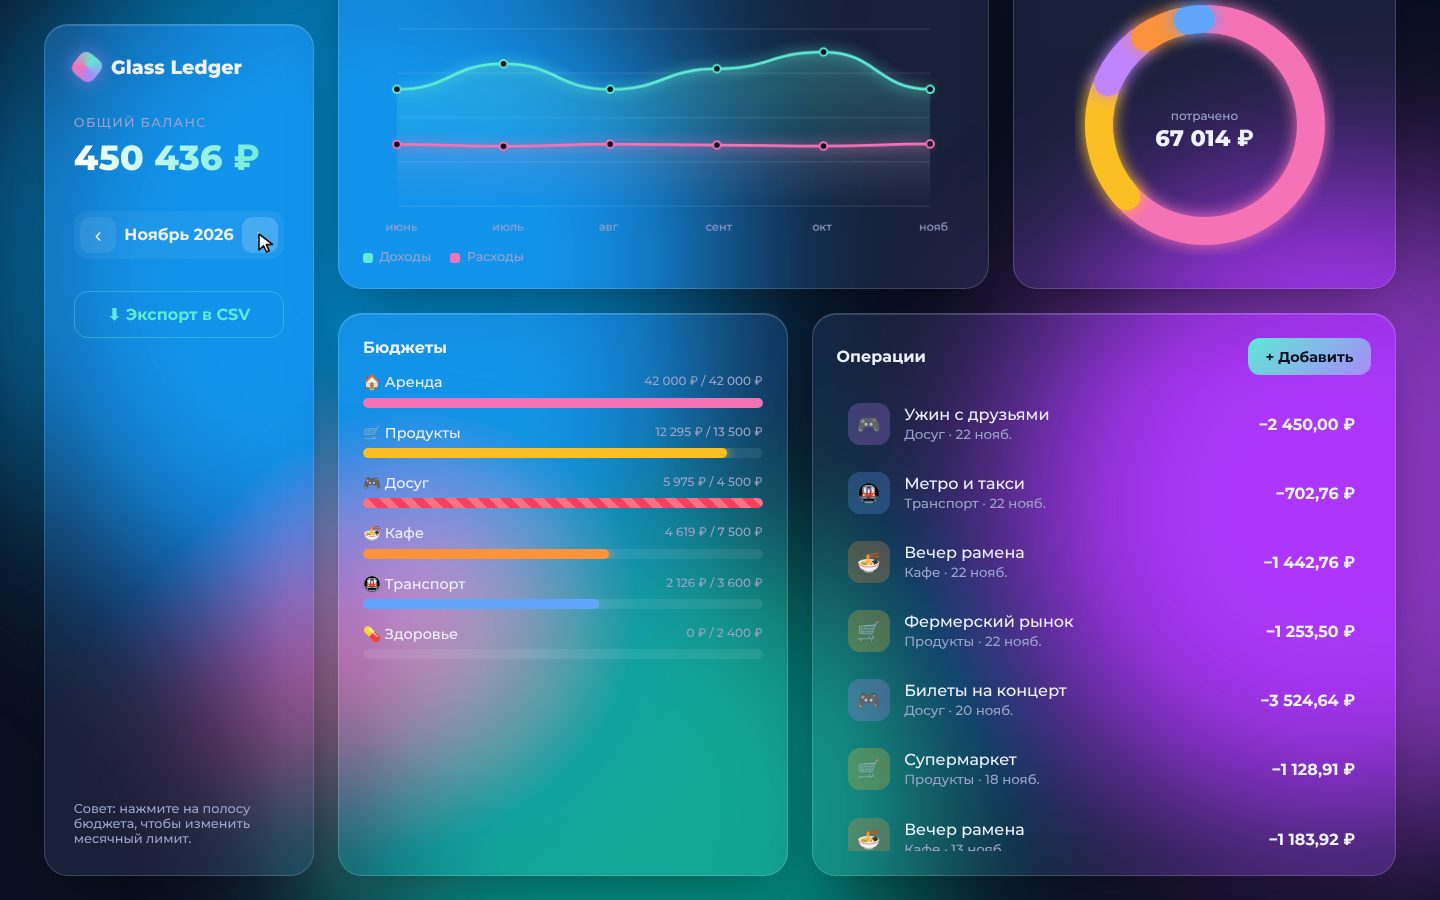 Glass Ledger
ОБЩИЙ БАЛАНС
450 436 ₽
‹ Ноябрь 2026
⬇ Экспорт в CSV
Совет: нажмите на полосу
бюджета, чтобы изменить
месячный лимит.
июнь июль авг сент окт нояб
Доходы Расходы
потрачено
67 014 ₽
Бюджеты
Аренда 42 000 ₽ / 42 000 ₽
Продукты 12 295 ₽ / 13 500 ₽
Досуг 5 975 ₽ / 4 500 ₽
Кафе 4 619 ₽ / 7 500 ₽
Транспорт 2 126 ₽ / 3 600 ₽
Здоровье 0 ₽ / 2 400 ₽
Операции
+ Добавить
Ужин с друзьями
Досуг · 22 нояб.
−2 450,00 ₽
Метро и такси
Транспорт · 22 нояб.
−702,76 ₽
Вечер рамена
Кафе · 22 нояб.
−1 442,76 ₽
Фермерский рынок
Продукты · 22 нояб.
−1 253,50 ₽
Билеты на концерт
Досуг · 20 нояб.
−3 524,64 ₽
Супермаркет
Продукты · 18 нояб.
−1 128,91 ₽
Вечер рамена
Кафе · 13 нояб.
−1 183,92 ₽